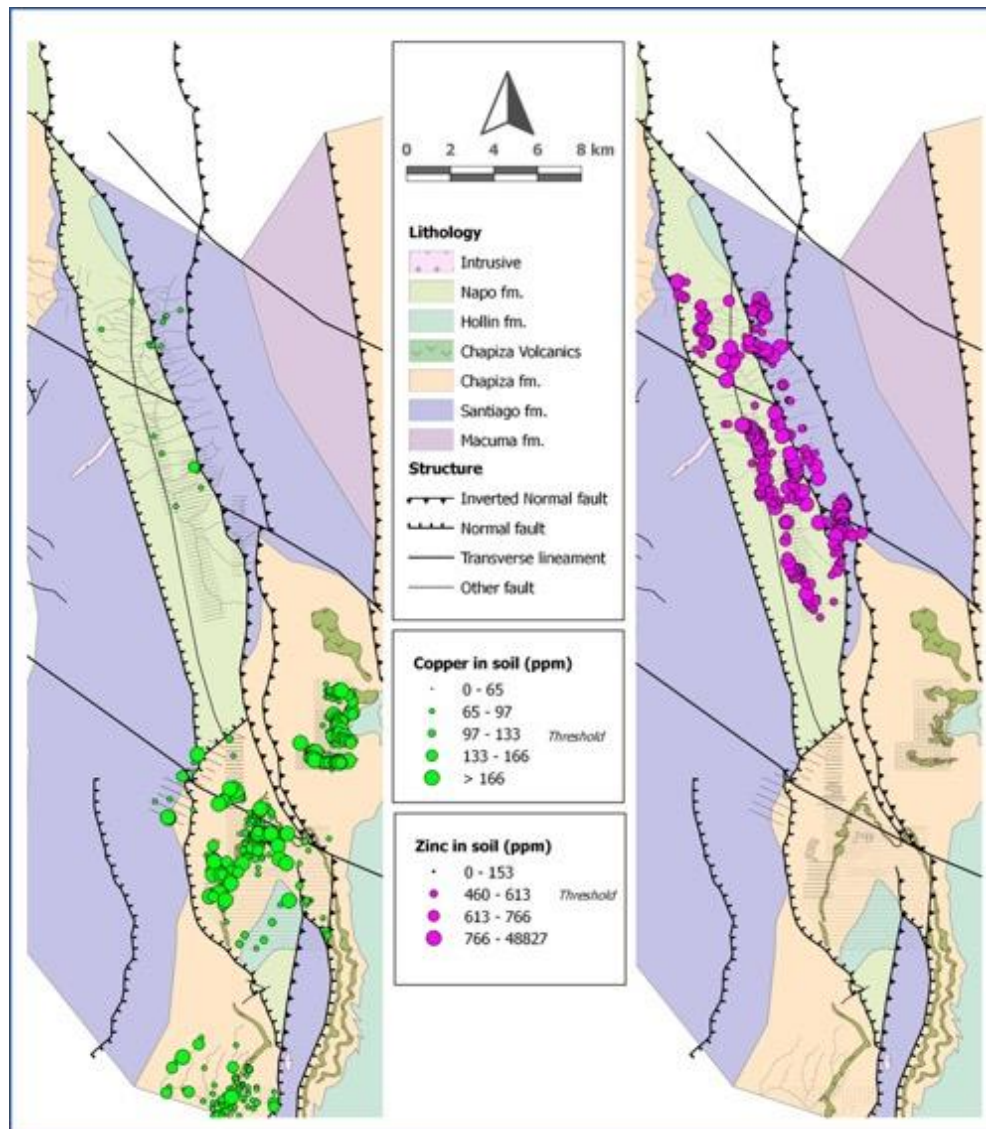 0 2 4 6 8 km
Lithology
Intrusive
Napo fm.
Hollin fm.
Chapiza Volcanics
Chapiza fm.
Santiago fm.
Macuma fm.
Structure
Inverted Normal fault
Normal fault
Transverse lineament
Other fault
Copper in soil (ppm)
0 - 65
65 - 97
97 - 133 Threshold
133 - 166
> 166
Zinc in soil (ppm)
0 - 153
460 - 613 Threshold
613 - 766
766 - 48827